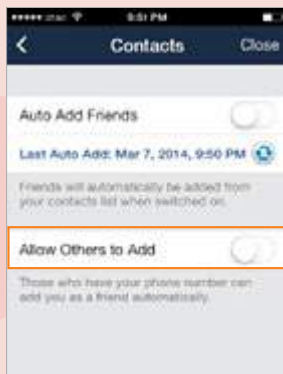 9:51 PM
Contacts
Close
Auto Add Friends
Last Auto Add: Mar 7, 2014, 9:50 PM
Friends will automatically be added from
your contacts list when switched on.
Allow Others to Add
Those who have your phone number can
add you as a friend automatically.